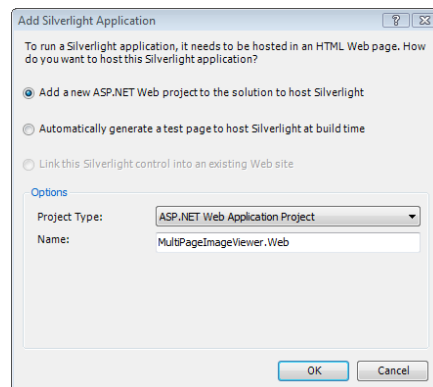 Add Silverlight Application
To run a Silverlight application, it needs to be hosted in an HTML Web page. How
do you want to host this Silverlight application?
Add a new ASP.NET Web project to the solution to host Silverlight
Automatically generate a test page to host Silverlight at build time
Link this Silverlight control into an existing Web site
Options
Project Type: ASP.NET Web Application Project
Name: MultiPageImageViewer.Web
OK Cancel